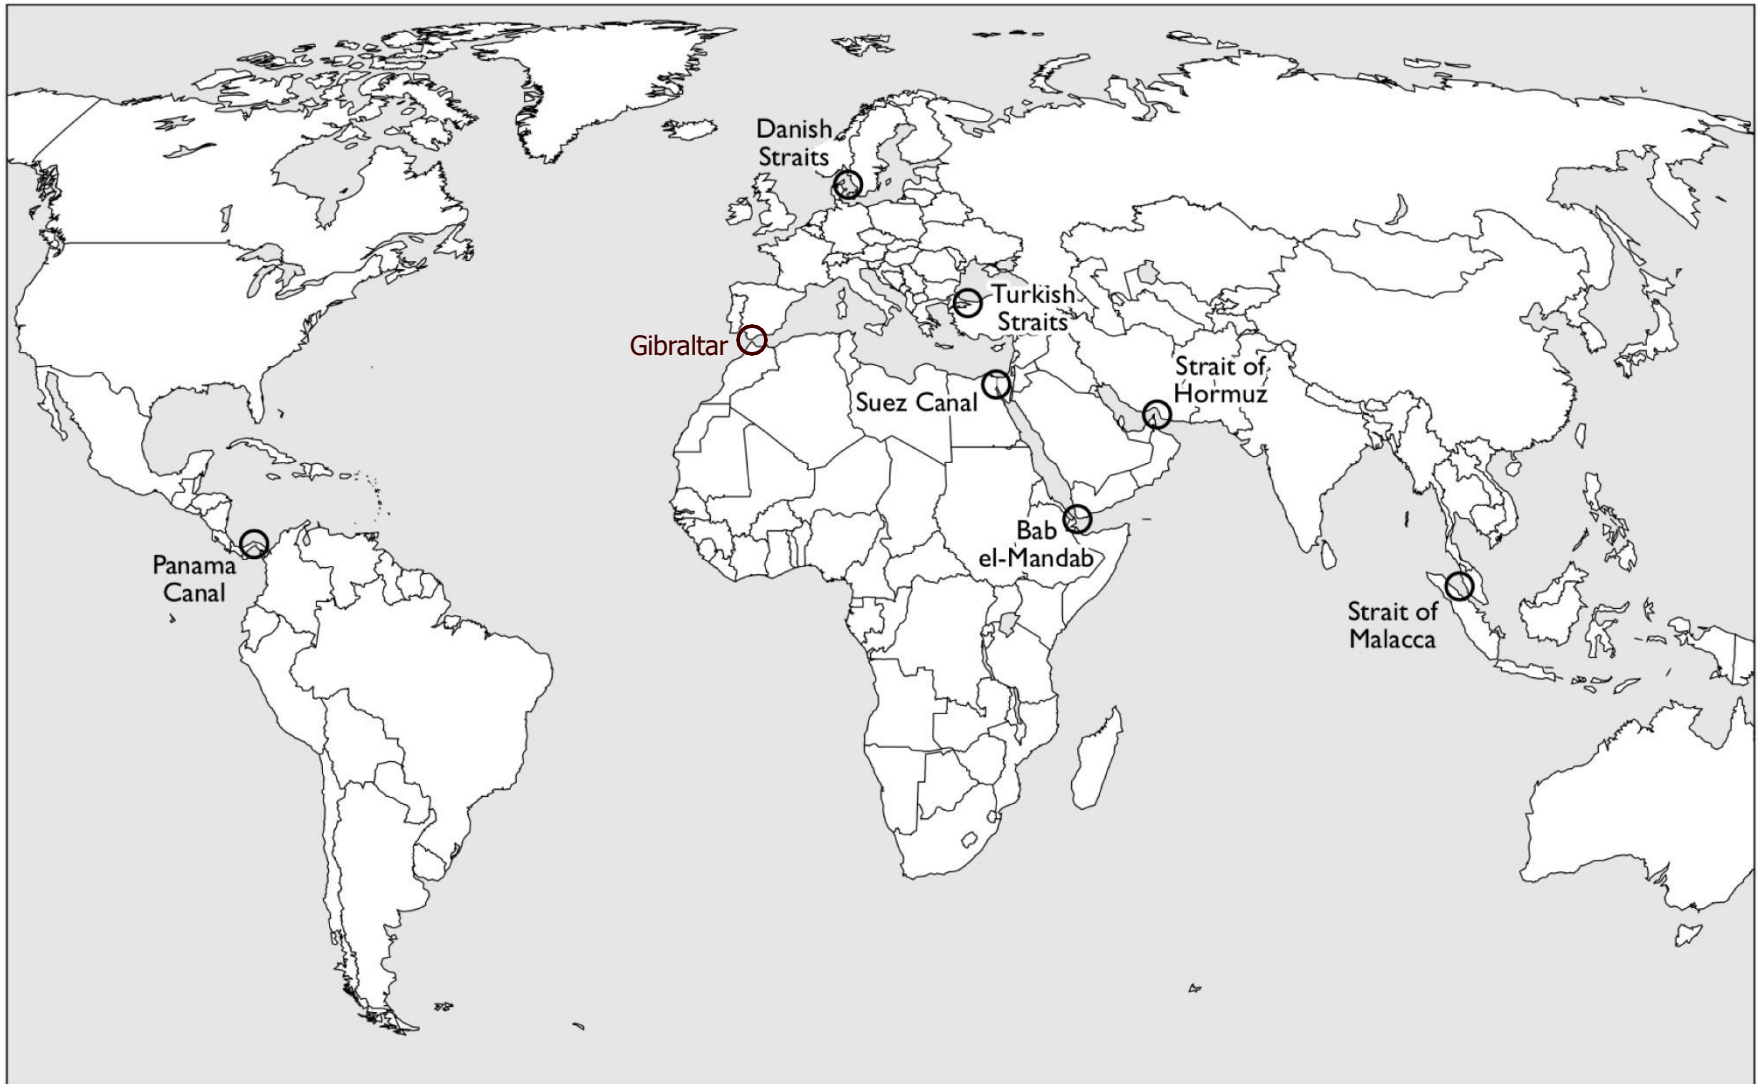 Danish
Straits
Turkish
Straits
Gibraltar
Strait of
Hormuz
Suez Canal
Bab
el-Mandab
Panama
Canal
Strait of
Malacca